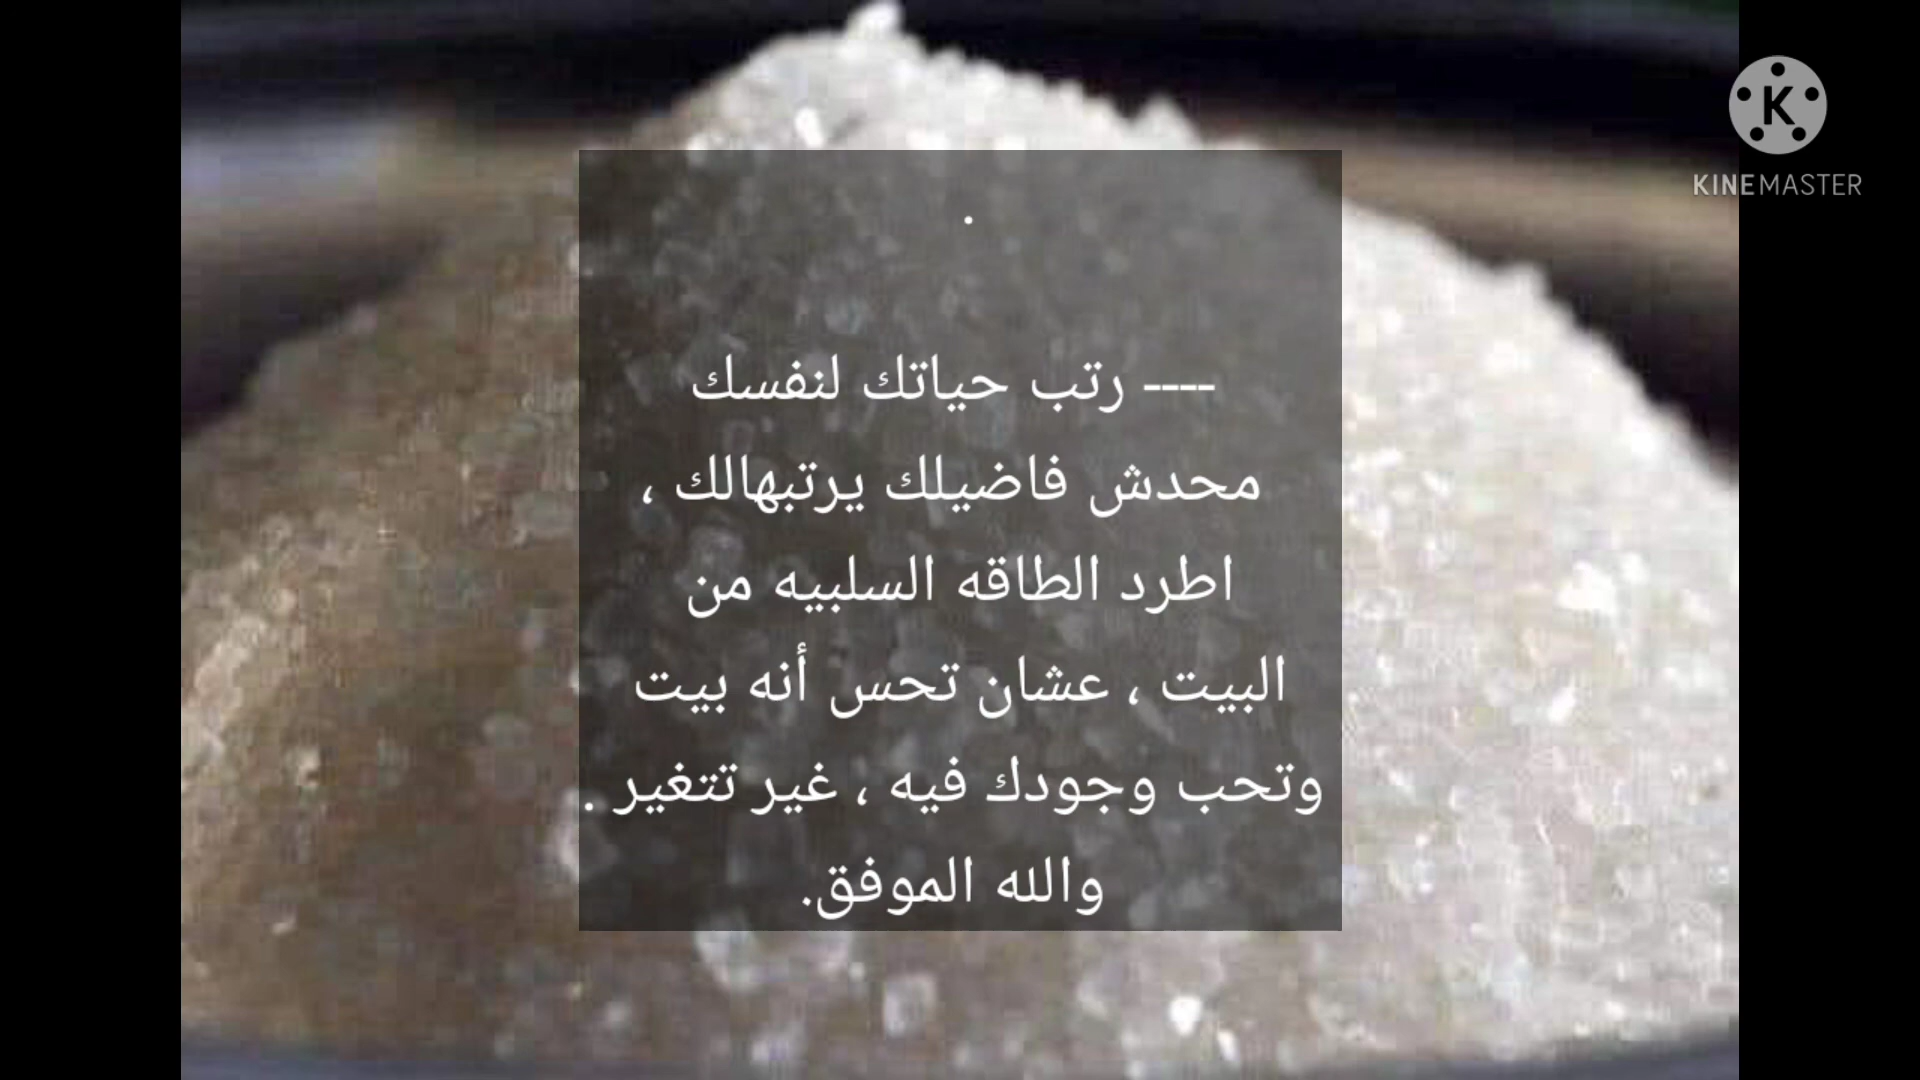 K
KINEMASTER
.
---- رتب حياتك لنفسك
محدش فاضيلك يرتبهالك ،
اطرد الطاقه السلبيه من
البيت ، عشان تحس أنه بيت
وتحب وجودك فيه ، غير تتغير .
والله الموفق.